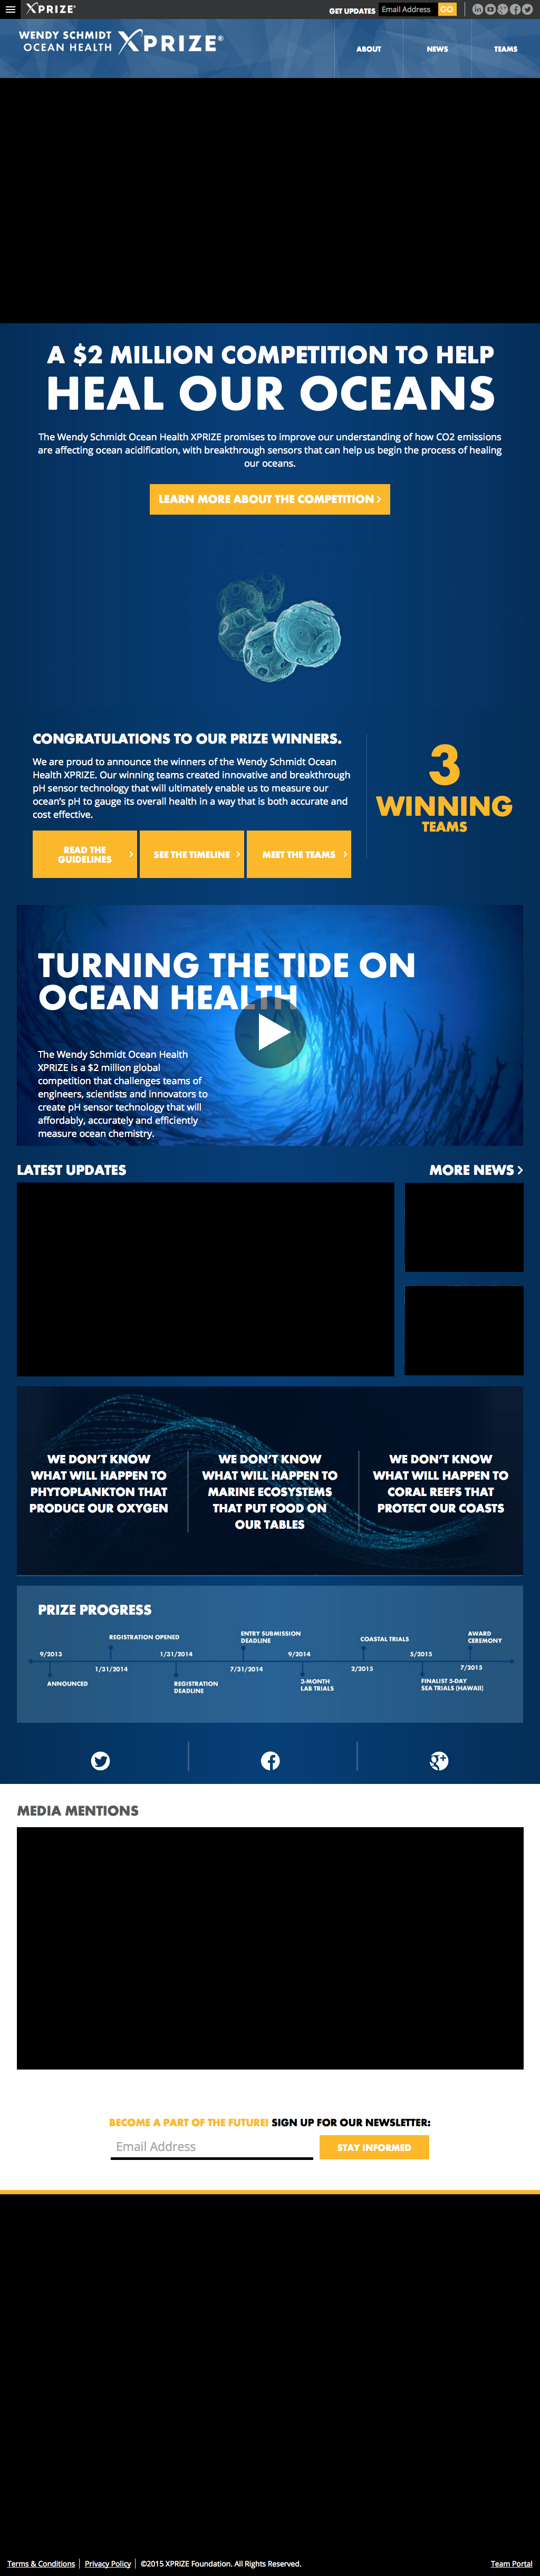 XPRIZE
GET UPDATES Email Address GO
WENDY SCHMIDT
OCEAN HEALTH
XPRIZE®
ABOUT NEWS TEAMS
A $2 MILLION COMPETITION TO HELP
HEAL OUR OCEANS
The Wendy Schmidt Ocean Health XPRIZE promises to improve our understanding of how CO2 emissions
are affecting ocean acidification, with breakthrough sensors that can help us begin the process of healing
our oceans.
LEARN MORE ABOUT THE COMPETITION >
CONGRATULATIONS TO OUR PRIZE WINNERS.
We are proud to announce the winners of the Wendy Schmidt Ocean
Health XPRIZE. Our winning teams created innovative and breakthrough
pH sensor technology that will ultimately enable us to measure our
ocean's pH to gauge its overall health in a way that is both accurate and
cost effective.
READ THE
GUIDELINES >
SEE THE TIMELINE >
MEET THE TEAMS >
3
WINNING
TEAMS
TURNING THE TIDE ON
OCEAN HEALTH
The Wendy Schmidt Ocean Health
XPRIZE is a $2 million global
competition that challenges teams of
engineers, scientists and innovators to
create pH sensor technology that will
affordably, accurately and efficiently
measure ocean chemistry.
LATEST UPDATES
MORE NEWS >
WE DON'T KNOW
WHAT WILL HAPPEN TO
PHYTOPLANKTON THAT
PRODUCE OUR OXYGEN
WE DON'T KNOW
WHAT WILL HAPPEN TO
MARINE ECOSYSTEMS
THAT PUT FOOD ON
OUR TABLES
WE DON'T KNOW
WHAT WILL HAPPEN TO
CORAL REEFS THAT
PROTECT OUR COASTS
PRIZE PROGRESS
9/2013
ANNOUNCED
REGISTRATION OPENED
1/31/2014
1/31/2014
REGISTRATION
DEADLINE
ENTRY SUBMISSION
DEADLINE
7/31/2014
9/2014
3-MONTH
LAB TRIALS
COASTAL TRIALS
2/2015
5/2015
FINALIST 5-DAY
SEA TRIALS (HAWAII)
AWARD
CEREMONY
7/2015
MEDIA MENTIONS
BECOME A PART OF THE FUTURE! SIGN UP FOR OUR NEWSLETTER:
Email Address
STAY INFORMED
Terms & Conditions | Privacy Policy | ©2015 XPRIZE Foundation. All Rights Reserved.
Team Portal